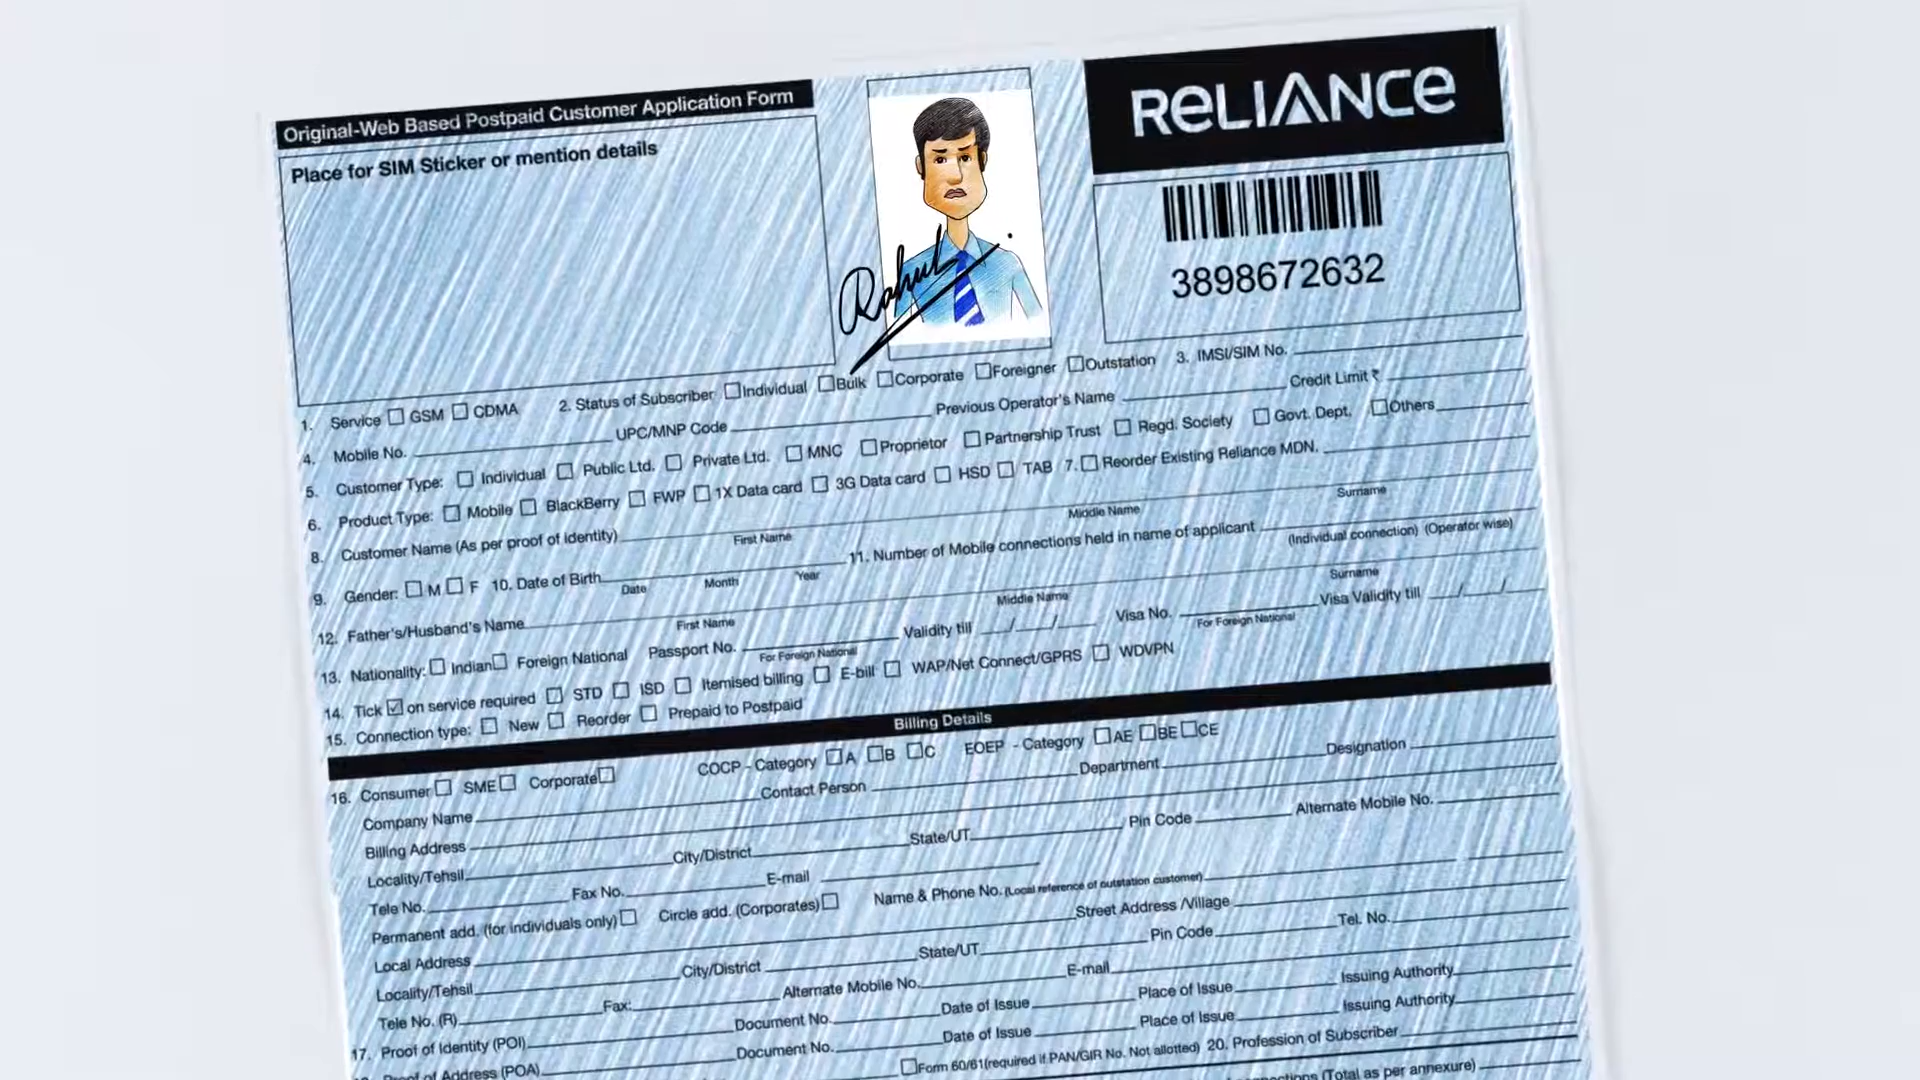 Original-Web Based Postpaid Customer Application Form
RELIANCE
Place for SIM Sticker or mention details
Rahul
3898672632
1. Service GSM CDMA 2. Status of Subscriber Individual Bulk Corporate Foreigner Outstation 3. IMSI/SIM No.
4. Mobile No. UPC/MNP Code Previous Operator's Name Credit Limit ₹
5. Customer Type: Individual Public Ltd. Private Ltd. MNC Proprietor Partnership Trust Regd. Society Govt. Dept. Others
6. Product Type: Mobile BlackBerry FWP 1X Data card 3G Data card HSD TAB 7. Reorder Existing Reliance MDN.
8. Customer Name (As per proof of identity)
First Name Middle Name Surname
9. Gender: M F 10. Date of Birth 11. Number of Mobile connections held in name of applicant
Date Month Year (Individual connection) (Operator wise)
12. Father's/Husband's Name
First Name Middle Name Surname
13. Nationality: Indian Foreign National Passport No. Validity till / / Visa No. Visa Validity till / /
For Foreign National For Foreign National
14. Tick ☑ on service required STD ISD Itemised billing E-bill WAP/Net Connect/GPRS WDVPN
15. Connection type: New Reorder Prepaid to Postpaid
Billing Details
16. Consumer SME Corporate COCP - Category A B C EOEP - Category AE BE CE
Company Name Contact Person Department Designation
Billing Address
Locality/Tehsil City/District State/UT Pin Code Alternate Mobile No.
Tele No. Fax No. E-mail
Permanent add. (for individuals only) Circle add. (Corporates) Name & Phone No. (Local reference of outstation customer)
Local Address Street Address /Village
Locality/Tehsil City/District State/UT Pin Code Tel. No.
Tele No. (R) Fax: Alternate Mobile No. E-mail
17. Proof of Identity (POI) Document No. Date of Issue Place of Issue Issuing Authority
Proof of Address (POA) Document No. Date of Issue Place of Issue Issuing Authority
Form 60/61(required if PAN/GIR No. Not allotted) 20. Profession of Subscriber
(Total as per annexure)